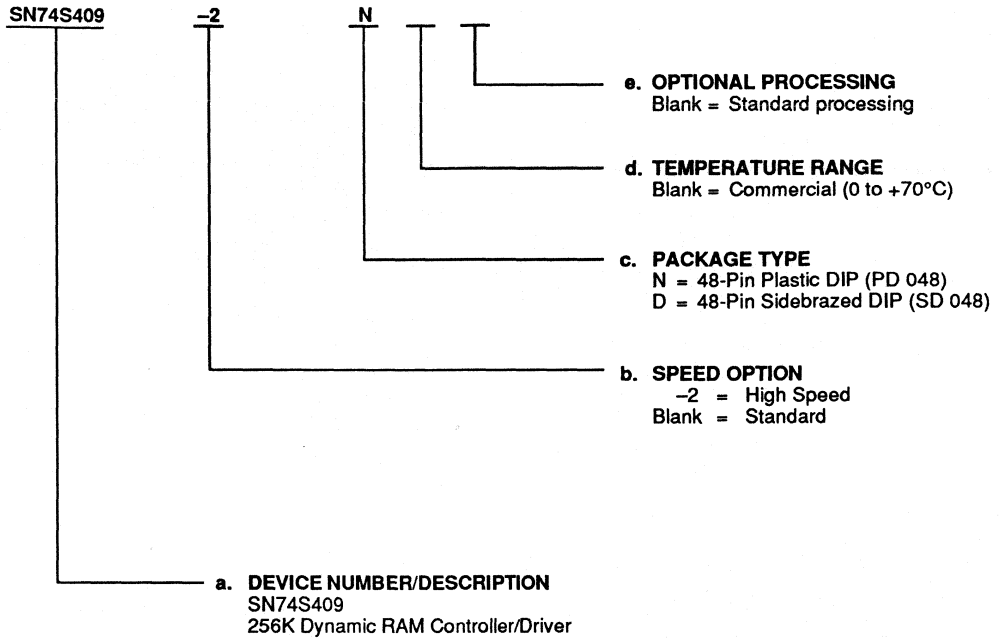 SN74S409 –2 N
e. OPTIONAL PROCESSING
Blank = Standard processing
d. TEMPERATURE RANGE
Blank = Commercial (0 to +70°C)
c. PACKAGE TYPE
N = 48-Pin Plastic DIP (PD 048)
D = 48-Pin Sidebrazed DIP (SD 048)
b. SPEED OPTION
–2 = High Speed
Blank = Standard
a. DEVICE NUMBER/DESCRIPTION
SN74S409
256K Dynamic RAM Controller/Driver